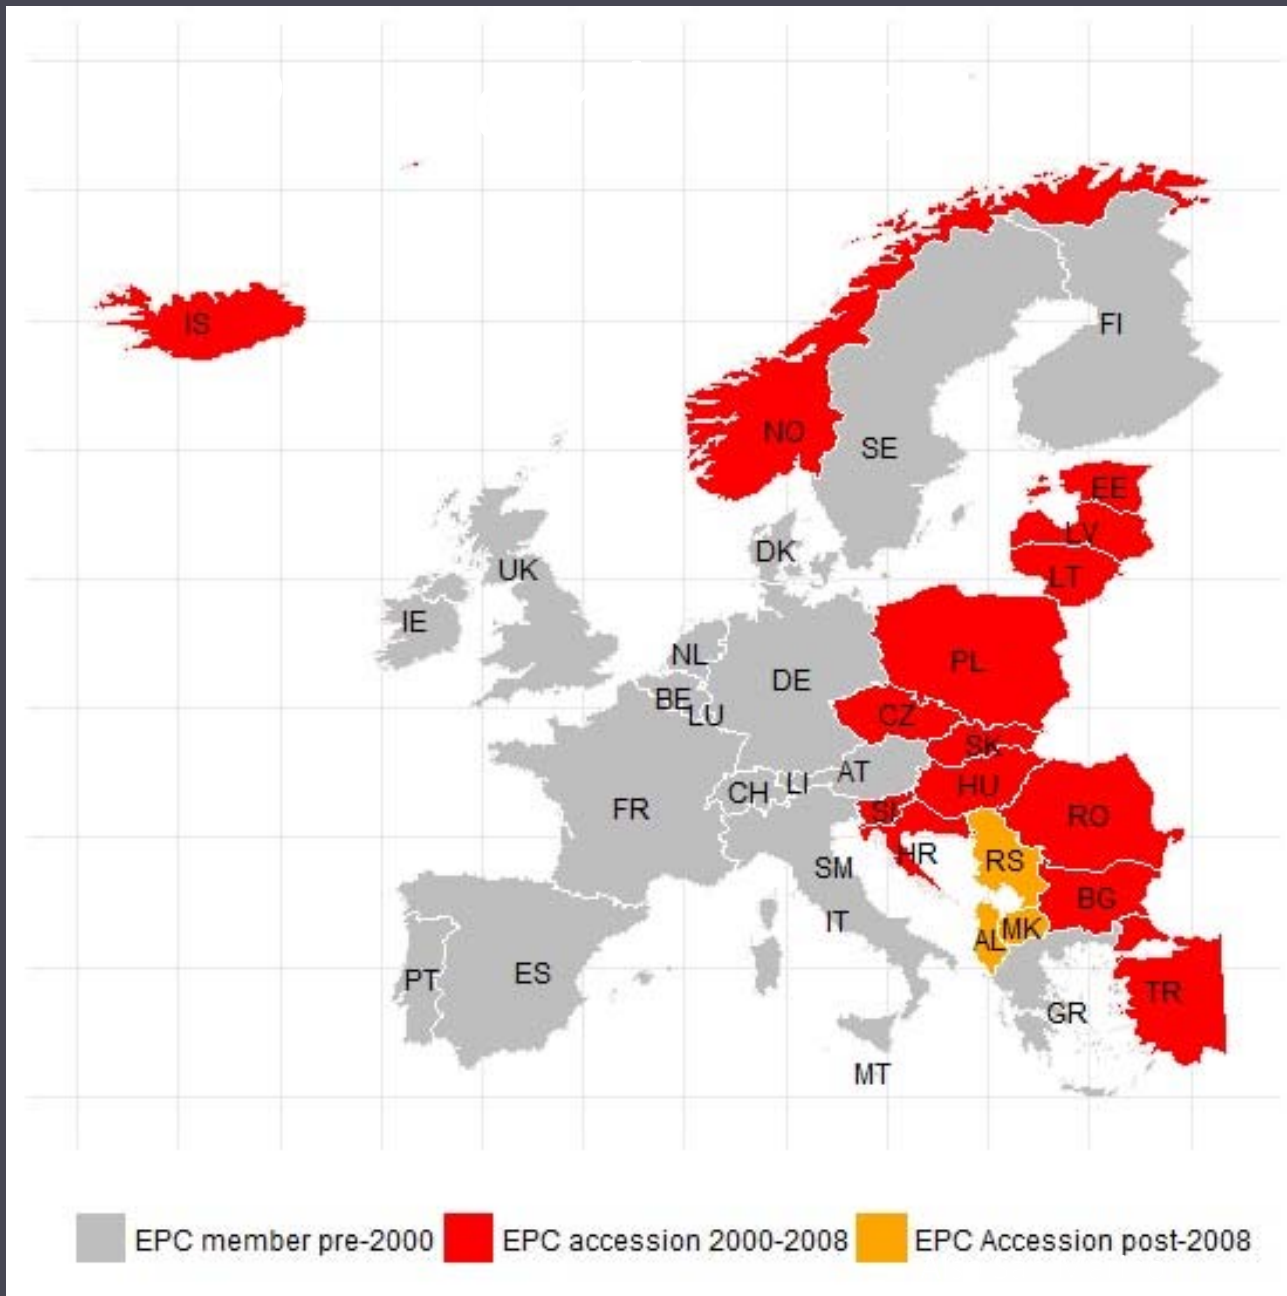 IS
FI
NO
SE
EE
LV
DK
UK
LT
IE
NL
PL
DE
BE
LU
CZ
SK
AT
LI
HU
CH
FR
SI
RO
HR
RS
SM
BG
IT
MK
AL
PT
ES
TR
GR
MT
EPC member pre-2000 EPC accession 2000-2008 EPC Accession post-2008